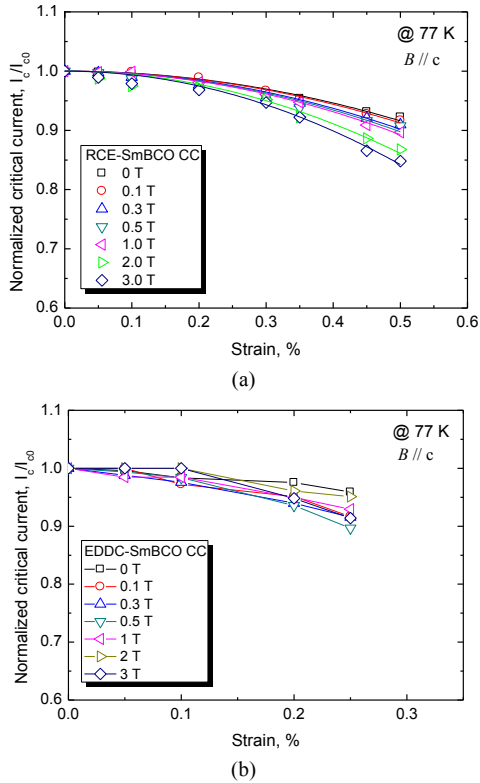 @ 77 K
B // c
Normalized critical current, I_c/I_c0
1.1
1.0
0.9
0.8
0.7
0.6
RCE-SmBCO CC
0 T
0.1 T
0.3 T
0.5 T
1.0 T
2.0 T
3.0 T
0.0 0.1 0.2 0.3 0.4 0.5 0.6
Strain, %
(a)
@ 77 K
B // c
Normalized critical current, I_c/I_c0
1.1
1.0
0.9
0.8
0.7
0.6
EDDC-SmBCO CC
0 T
0.1 T
0.3 T
0.5 T
1 T
2 T
3 T
0.0 0.1 0.2 0.3
Strain, %
(b)